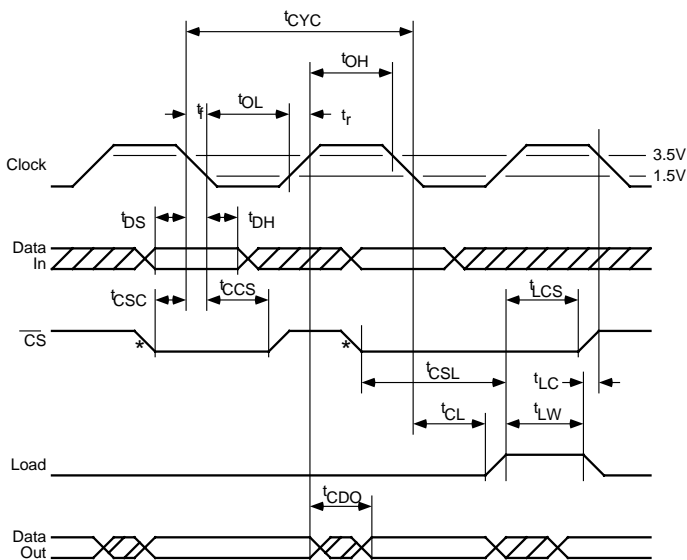 tCYC
tOH
tf
tOL
tr
Clock
3.5V
1.5V
tDS
tDH
Data
In
tCSC
tCCS
tLCS
CS
*
*
tCSL
tLC
tCL
tLW
Load
tCDO
Data
Out